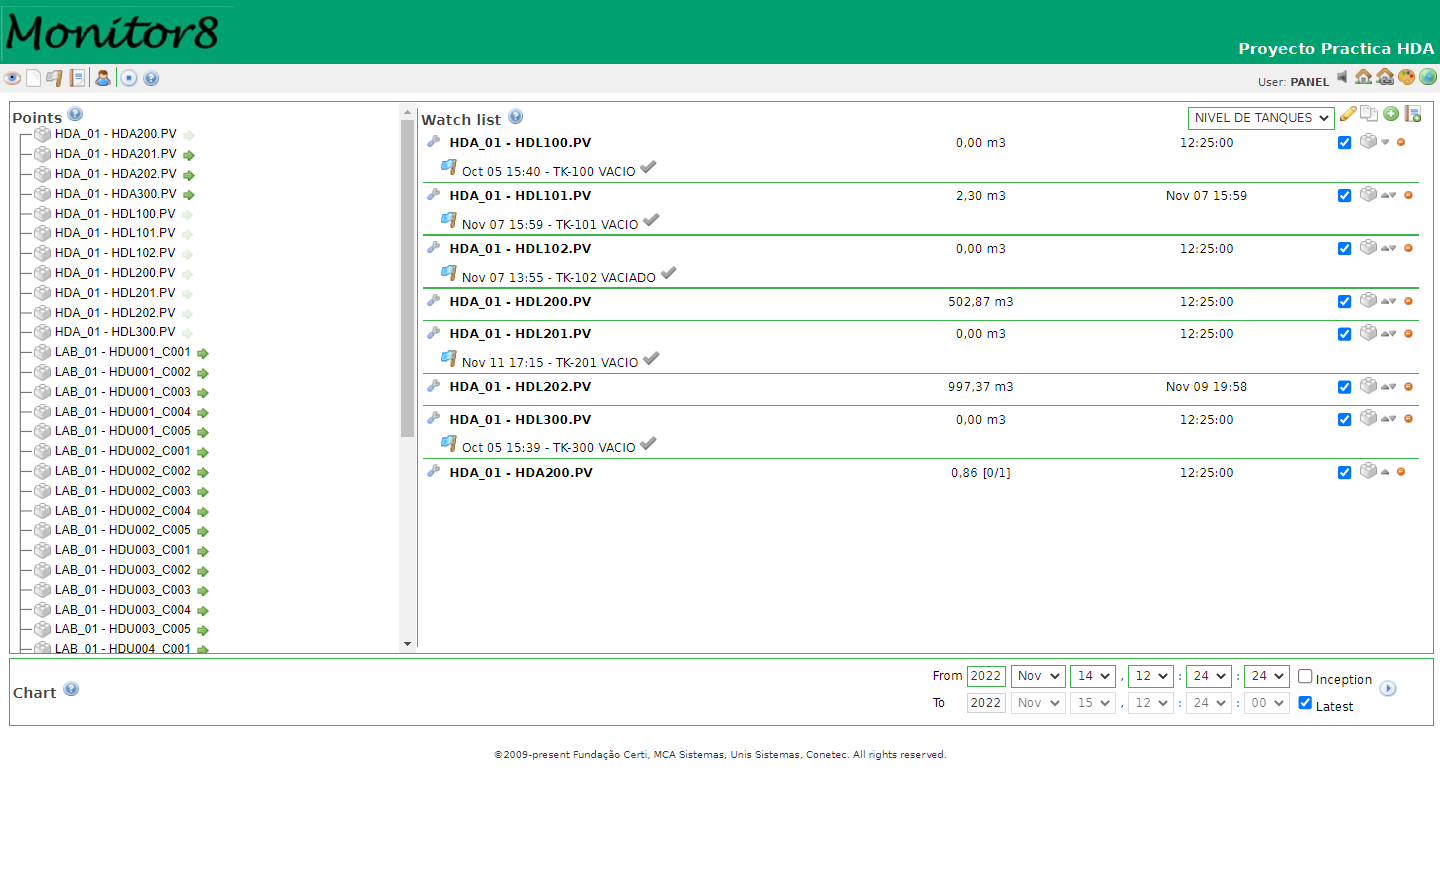 Monitor8
Proyecto Practica HDA
User: PANEL
Points
HDA_01 - HDA200.PV
HDA_01 - HDA201.PV
HDA_01 - HDA202.PV
HDA_01 - HDA300.PV
HDA_01 - HDL100.PV
HDA_01 - HDL101.PV
HDA_01 - HDL102.PV
HDA_01 - HDL200.PV
HDA_01 - HDL201.PV
HDA_01 - HDL202.PV
HDA_01 - HDL300.PV
LAB_01 - HDU001_C001
LAB_01 - HDU001_C002
LAB_01 - HDU001_C003
LAB_01 - HDU001_C004
LAB_01 - HDU001_C005
LAB_01 - HDU002_C001
LAB_01 - HDU002_C002
LAB_01 - HDU002_C003
LAB_01 - HDU002_C004
LAB_01 - HDU002_C005
LAB_01 - HDU003_C001
LAB_01 - HDU003_C002
LAB_01 - HDU003_C003
LAB_01 - HDU003_C004
LAB_01 - HDU003_C005
LAB_01 - HDU004_C001
Watch list
NIVEL DE TANQUES
HDA_01 - HDL100.PV 0,00 m3 12:25:00
Oct 05 15:40 - TK-100 VACIO
HDA_01 - HDL101.PV 2,30 m3 Nov 07 15:59
Nov 07 15:59 - TK-101 VACIO
HDA_01 - HDL102.PV 0,00 m3 12:25:00
Nov 07 13:55 - TK-102 VACIADO
HDA_01 - HDL200.PV 502,87 m3 12:25:00
HDA_01 - HDL201.PV 0,00 m3 12:25:00
Nov 11 17:15 - TK-201 VACIO
HDA_01 - HDL202.PV 997,37 m3 Nov 09 19:58
HDA_01 - HDL300.PV 0,00 m3 12:25:00
Oct 05 15:39 - TK-300 VACIO
HDA_01 - HDA200.PV 0,86 [0/1] 12:25:00
Chart
From 2022 Nov 14 , 12 : 24 : 24 Inception
To 2022 Nov 15 , 12 : 24 : 00 Latest
©2009-present Fundação Certi, MCA Sistemas, Unis Sistemas, Conetec. All rights reserved.